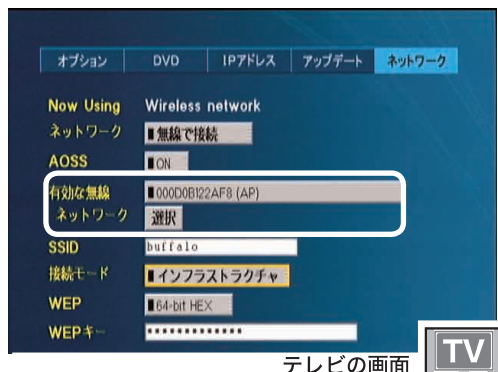 オプション DVD IPアドレス アップデート ネットワーク
Now Using Wireless network
ネットワーク 無線で接続
AOSS ON
有効な無線 000D0B122AF8 (AP)
ネットワーク 選択
SSID buffalo
接続モード インフラストラクチャ
WEP 64-bit HEX
WEPキー *************
テレビの画面 TV